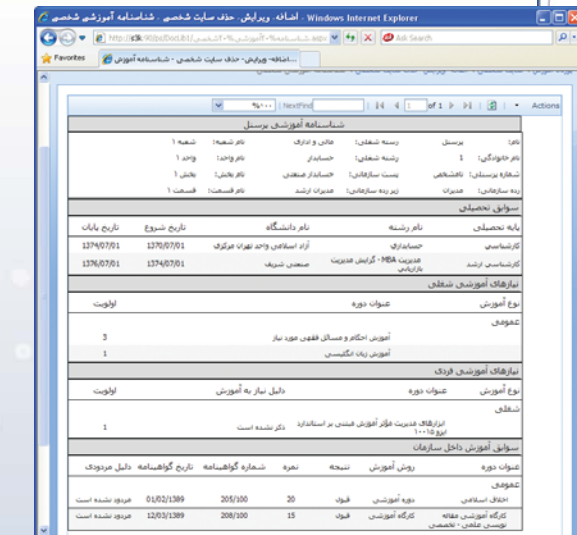 اضافه- ویرایش- حذف سایت شخصی - شناسنامه آموزشی شخصی - Windows Internet Explorer
Ask Search
Favorites
اضافه- ویرایش- حذف سایت شخصی - شناسنامه آموزش...
%۱۰۰ Next Find 1 of 1 Actions
شناسنامه آموزشی پرسنل
نام: پرسنل رسته شغلی: مالی و اداری نام شعبه: شعبه ۱
نام خانوادگی: 1 رشته شغلی: حسابدار نام واحد: واحد ۱
شماره پرسنلی: نامشخص پست سازمانی: حسابدار صنعتی نام بخش: بخش ۱
رده سازمانی: مدیران زیر رده سازمانی: مدیران ارشد نام قسمت: قسمت ۱
سوابق تحصیلی
پایه تحصیلی نام رشته نام دانشگاه تاریخ شروع تاریخ پایان
کارشناسی حسابداری آزاد اسلامی واحد تهران مرکزی 1370/07/01 1374/07/01
کارشناسی ارشد مدیریت MBA - گرایش مدیریت بازاریابی صنعتی شریف 1374/07/01 1376/07/01
نیازهای آموزشی شغلی
نوع آموزش عنوان دوره اولویت
عمومی
آموزش احکام و مسائل فقهی مورد نیاز 3
آموزش زبان انگلیسی 1
نیازهای آموزشی فردی
نوع آموزش عنوان دوره دلیل نیاز به آموزش اولویت
شغلی
ابزارهای مدیریت مؤثر آموزش مبتنی بر استاندارد ایزو ۱۰۰۱۵ ذکر نشده است 1
سوابق آموزش داخل سازمان
عنوان دوره روش آموزش نتیجه نمره شماره گواهینامه تاریخ گواهینامه دلیل مردودی
عمومی
اخلاق اسلامی دوره آموزشی قبول 20 205/100 01/02/1389 مردود نشده است
کارگاه آموزشی مقاله نویسی علمی - تخصصی کارگاه آموزشی قبول 15 208/100 12/03/1389 مردود نشده است